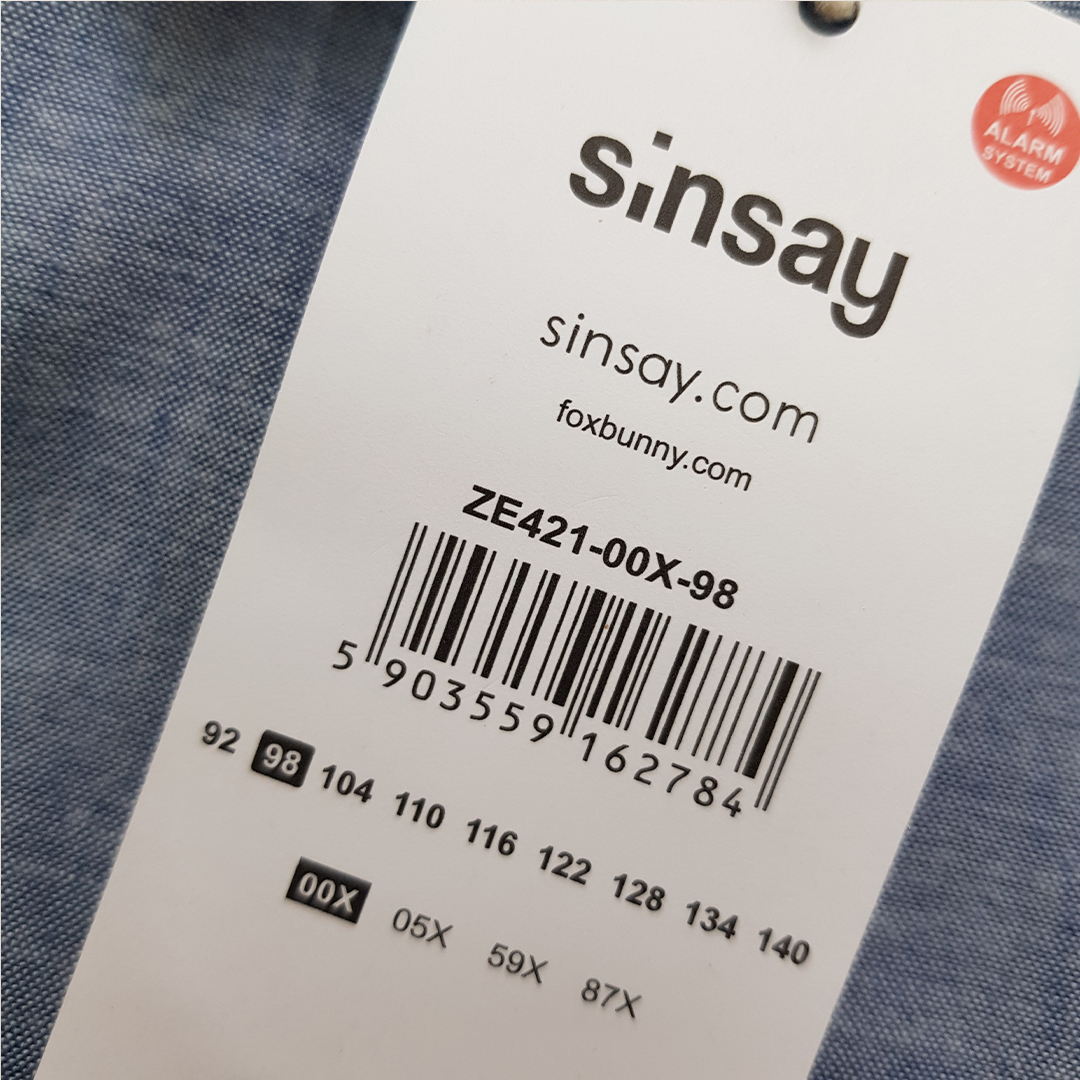 ALARM
SYSTEM
sinsay
sinsay.com
foxbunny.com
ZE421-00X-98
5 903559 162784
92 98 104 110 116 122 128 134 140
00X 05X 59X 87X